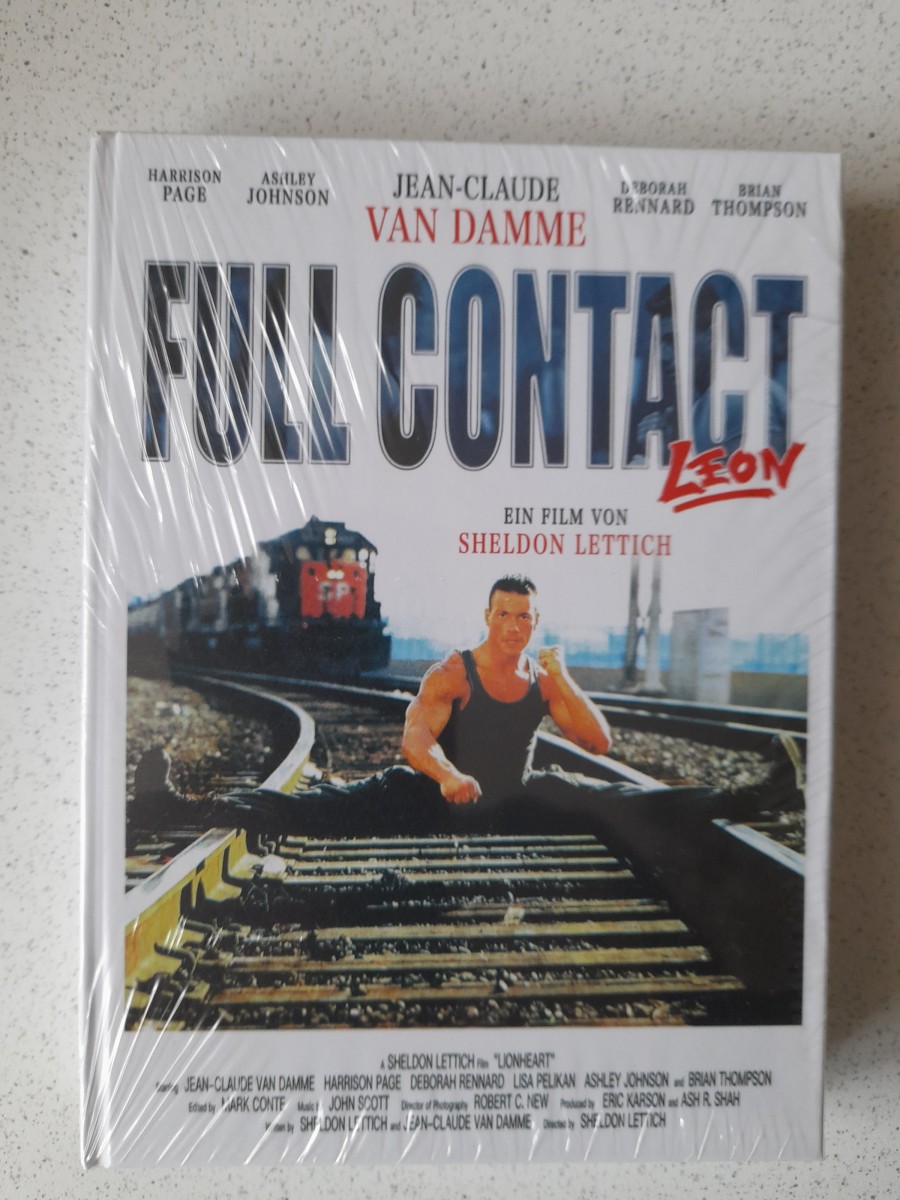 HARRISON PAGE
ASHLEY JOHNSON
JEAN-CLAUDE
VAN DAMME
DEBORAH RENNARD
BRIAN THOMPSON
FULL CONTACT
LEON
EIN FILM VON
SHELDON LETTICH
SP
A SHELDON LETTICH Film "LIONHEART"
Starring JEAN-CLAUDE VAN DAMME HARRISON PAGE DEBORAH RENNARD LISA PELIKAN ASHLEY JOHNSON and BRIAN THOMPSON
Edited by MARK CONTE Music by JOHN SCOTT Director of Photography ROBERT C. NEW Produced by ERIC KARSON and ASH R. SHAH
Written by SHELDON LETTICH and JEAN-CLAUDE VAN DAMME Directed by SHELDON LETTICH